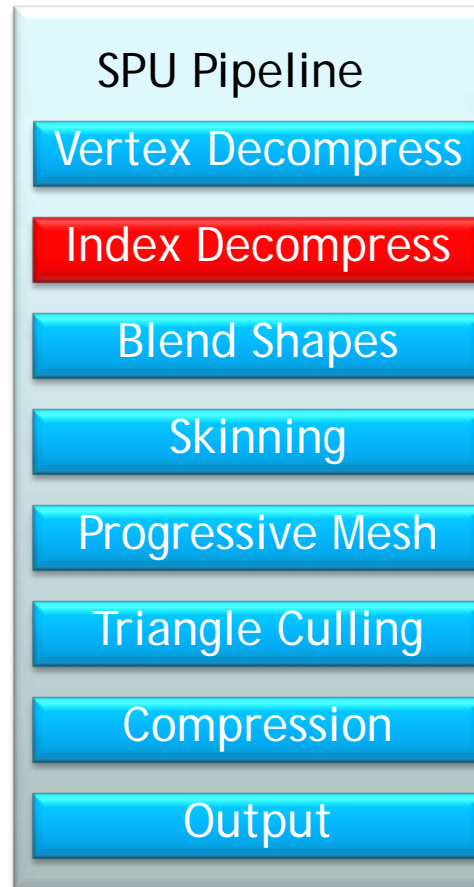 SPU Pipeline
Vertex Decompress
Index Decompress
Blend Shapes
Skinning
Progressive Mesh
Triangle Culling
Compression
Output